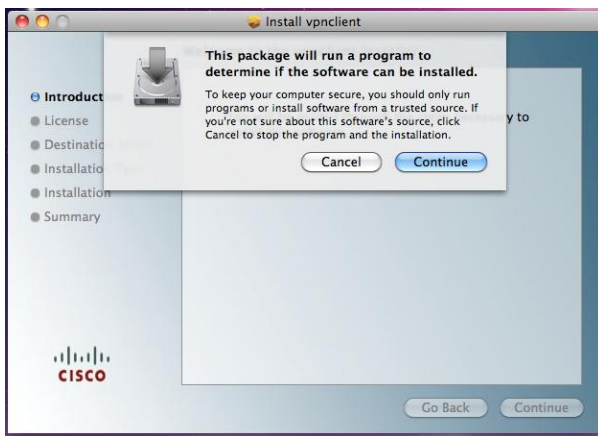 Install vpnclient
This package will run a program to
determine if the software can be installed.
To keep your computer secure, you should only run
programs or install software from a trusted source. If
you're not sure about this software's source, click
Cancel to stop the program and the installation.
Cancel
Continue
Introduct
y to
License
Destinatio
Installatio
Installation
Summary
CISCO
Go Back
Continue